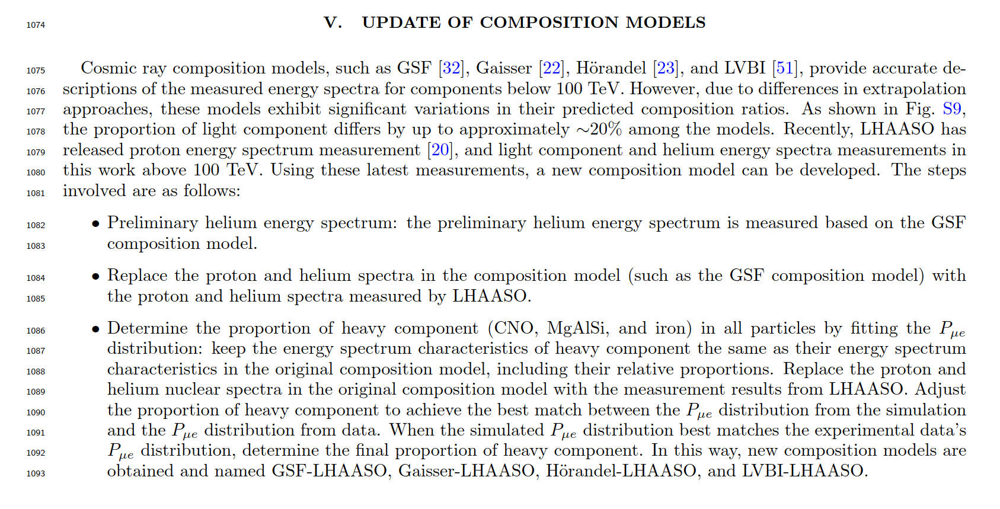 1074 V. UPDATE OF COMPOSITION MODELS
1075 Cosmic ray composition models, such as GSF [32], Gaisser [22], Hörandel [23], and LVBI [51], provide accurate de-
1076 scriptions of the measured energy spectra for components below 100 TeV. However, due to differences in extrapolation
1077 approaches, these models exhibit significant variations in their predicted composition ratios. As shown in Fig. S9,
1078 the proportion of light component differs by up to approximately ∼20% among the models. Recently, LHAASO has
1079 released proton energy spectrum measurement [20], and light component and helium energy spectra measurements in
1080 this work above 100 TeV. Using these latest measurements, a new composition model can be developed. The steps
1081 involved are as follows:
1082 • Preliminary helium energy spectrum: the preliminary helium energy spectrum is measured based on the GSF
1083 composition model.
1084 • Replace the proton and helium spectra in the composition model (such as the GSF composition model) with
1085 the proton and helium spectra measured by LHAASO.
1086 • Determine the proportion of heavy component (CNO, MgAlSi, and iron) in all particles by fitting the P_{μe}
1087 distribution: keep the energy spectrum characteristics of heavy component the same as their energy spectrum
1088 characteristics in the original composition model, including their relative proportions. Replace the proton and
1089 helium nuclear spectra in the original composition model with the measurement results from LHAASO. Adjust
1090 the proportion of heavy component to achieve the best match between the P_{μe} distribution from the simulation
1091 and the P_{μe} distribution from data. When the simulated P_{μe} distribution best matches the experimental data's
1092 P_{μe} distribution, determine the final proportion of heavy component. In this way, new composition models are
1093 obtained and named GSF-LHAASO, Gaisser-LHAASO, Hörandel-LHAASO, and LVBI-LHAASO.